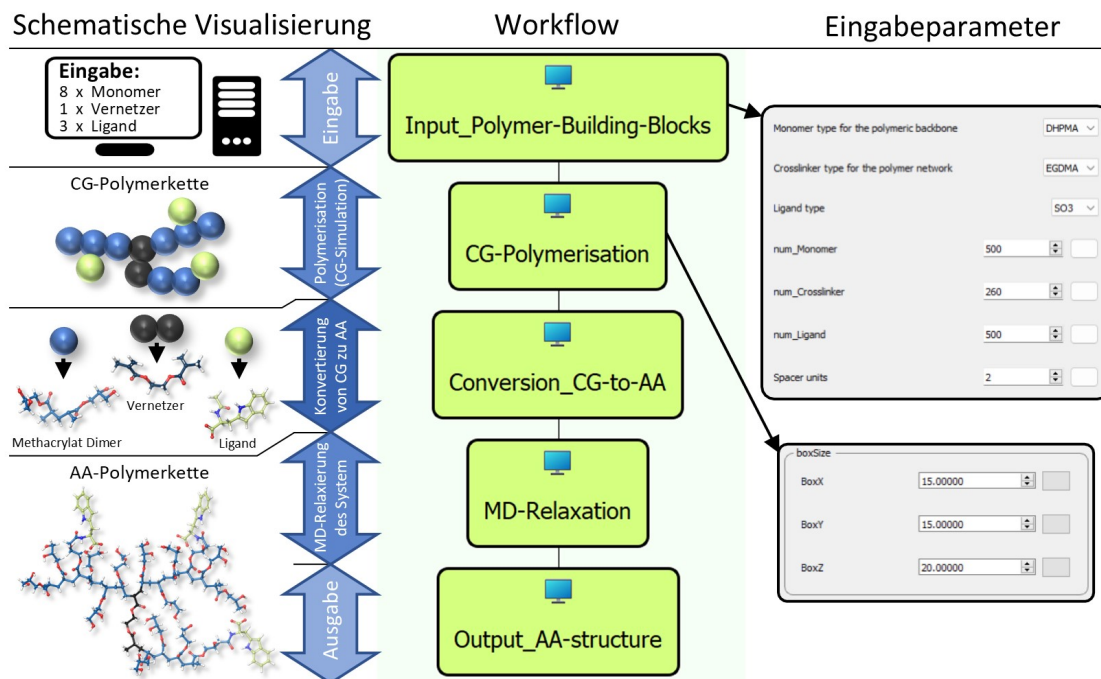 Schematische Visualisierung
Workflow
Eingabeparameter
Eingabe:
8 x Monomer
1 x Vernetzer
3 x Ligand
Eingabe
Input_Polymer-Building-Blocks
CG-Polymerkette
Polymerisation
(CG-Simulation)
CG-Polymerisation
Vernetzer
Methacrylat Dimer
Ligand
Konvertierung
von CG zu AA
Conversion_CG-to-AA
AA-Polymerkette
MD-Relaxierung
des System
MD-Relaxation
Ausgabe
Output_AA-structure
Monomer type for the polymeric backbone
DHPMA
Crosslinker type for the polymer network
EGDMA
Ligand type
SO3
num_Monomer
500
num_Crosslinker
260
num_Ligand
500
Spacer units
2
boxSize
BoxX
15.00000
BoxY
15.00000
BoxZ
20.00000